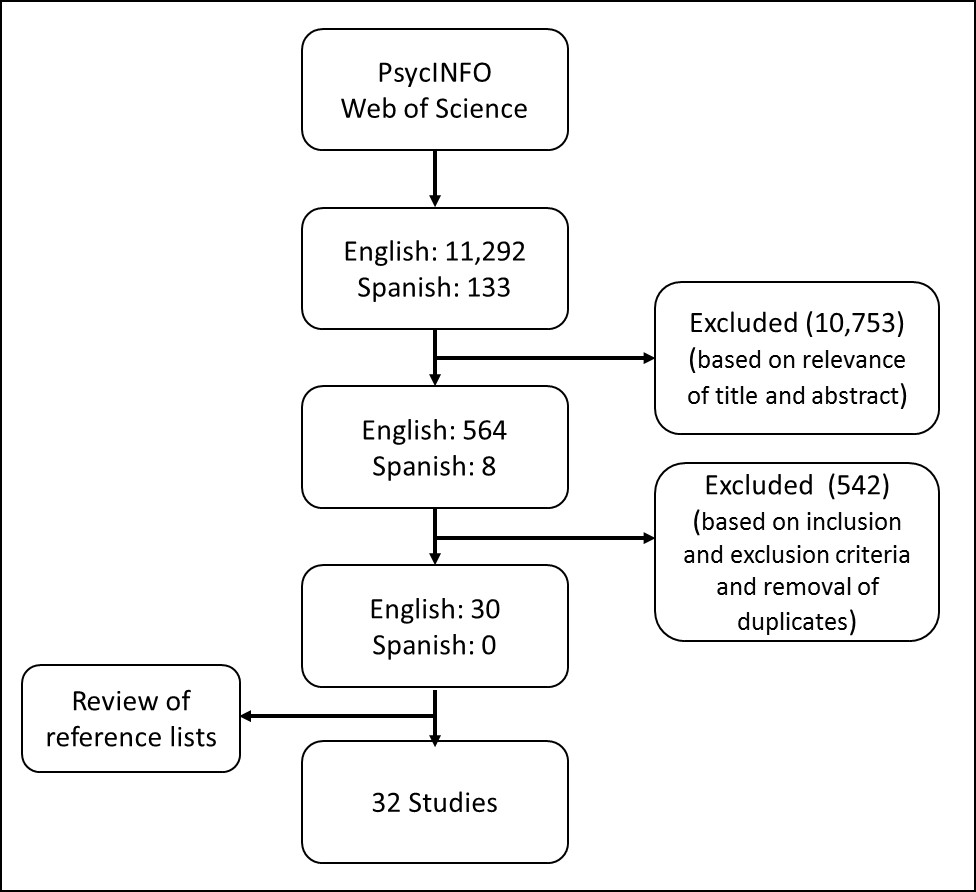 PsycINFO
Web of Science
English: 11,292
Spanish: 133
Excluded (10,753)
(based on relevance
of title and abstract)
English: 564
Spanish: 8
Excluded  (542)
(based on inclusion
and exclusion criteria
and removal of
duplicates)
English: 30
Spanish: 0
Review of
reference lists
32 Studies